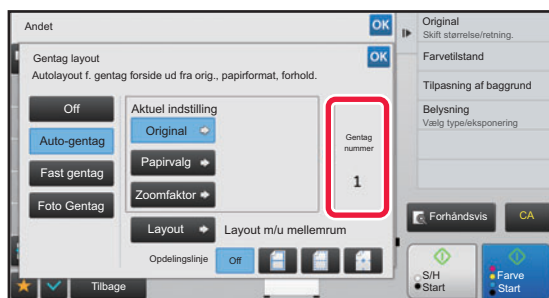 Andet
OK
Gentag layout
OK
Autolayout f. gentag forside ud fra orig., papirformat, forhold.
Off
Auto-gentag
Fast gentag
Foto Gentag
Aktuel indstilling
Original
Papirvalg
Zoomfaktor
Layout
Layout m/u mellemrum
Opdelingslinje
Off
Gentag
nummer
1
Tilbage
Original
Skift størrelse/retning.
Farvetilstand
Tilpasning af baggrund
Belysning
Vælg type/eksponering
Forhåndsvis
CA
S/H
Start
Farve
Start